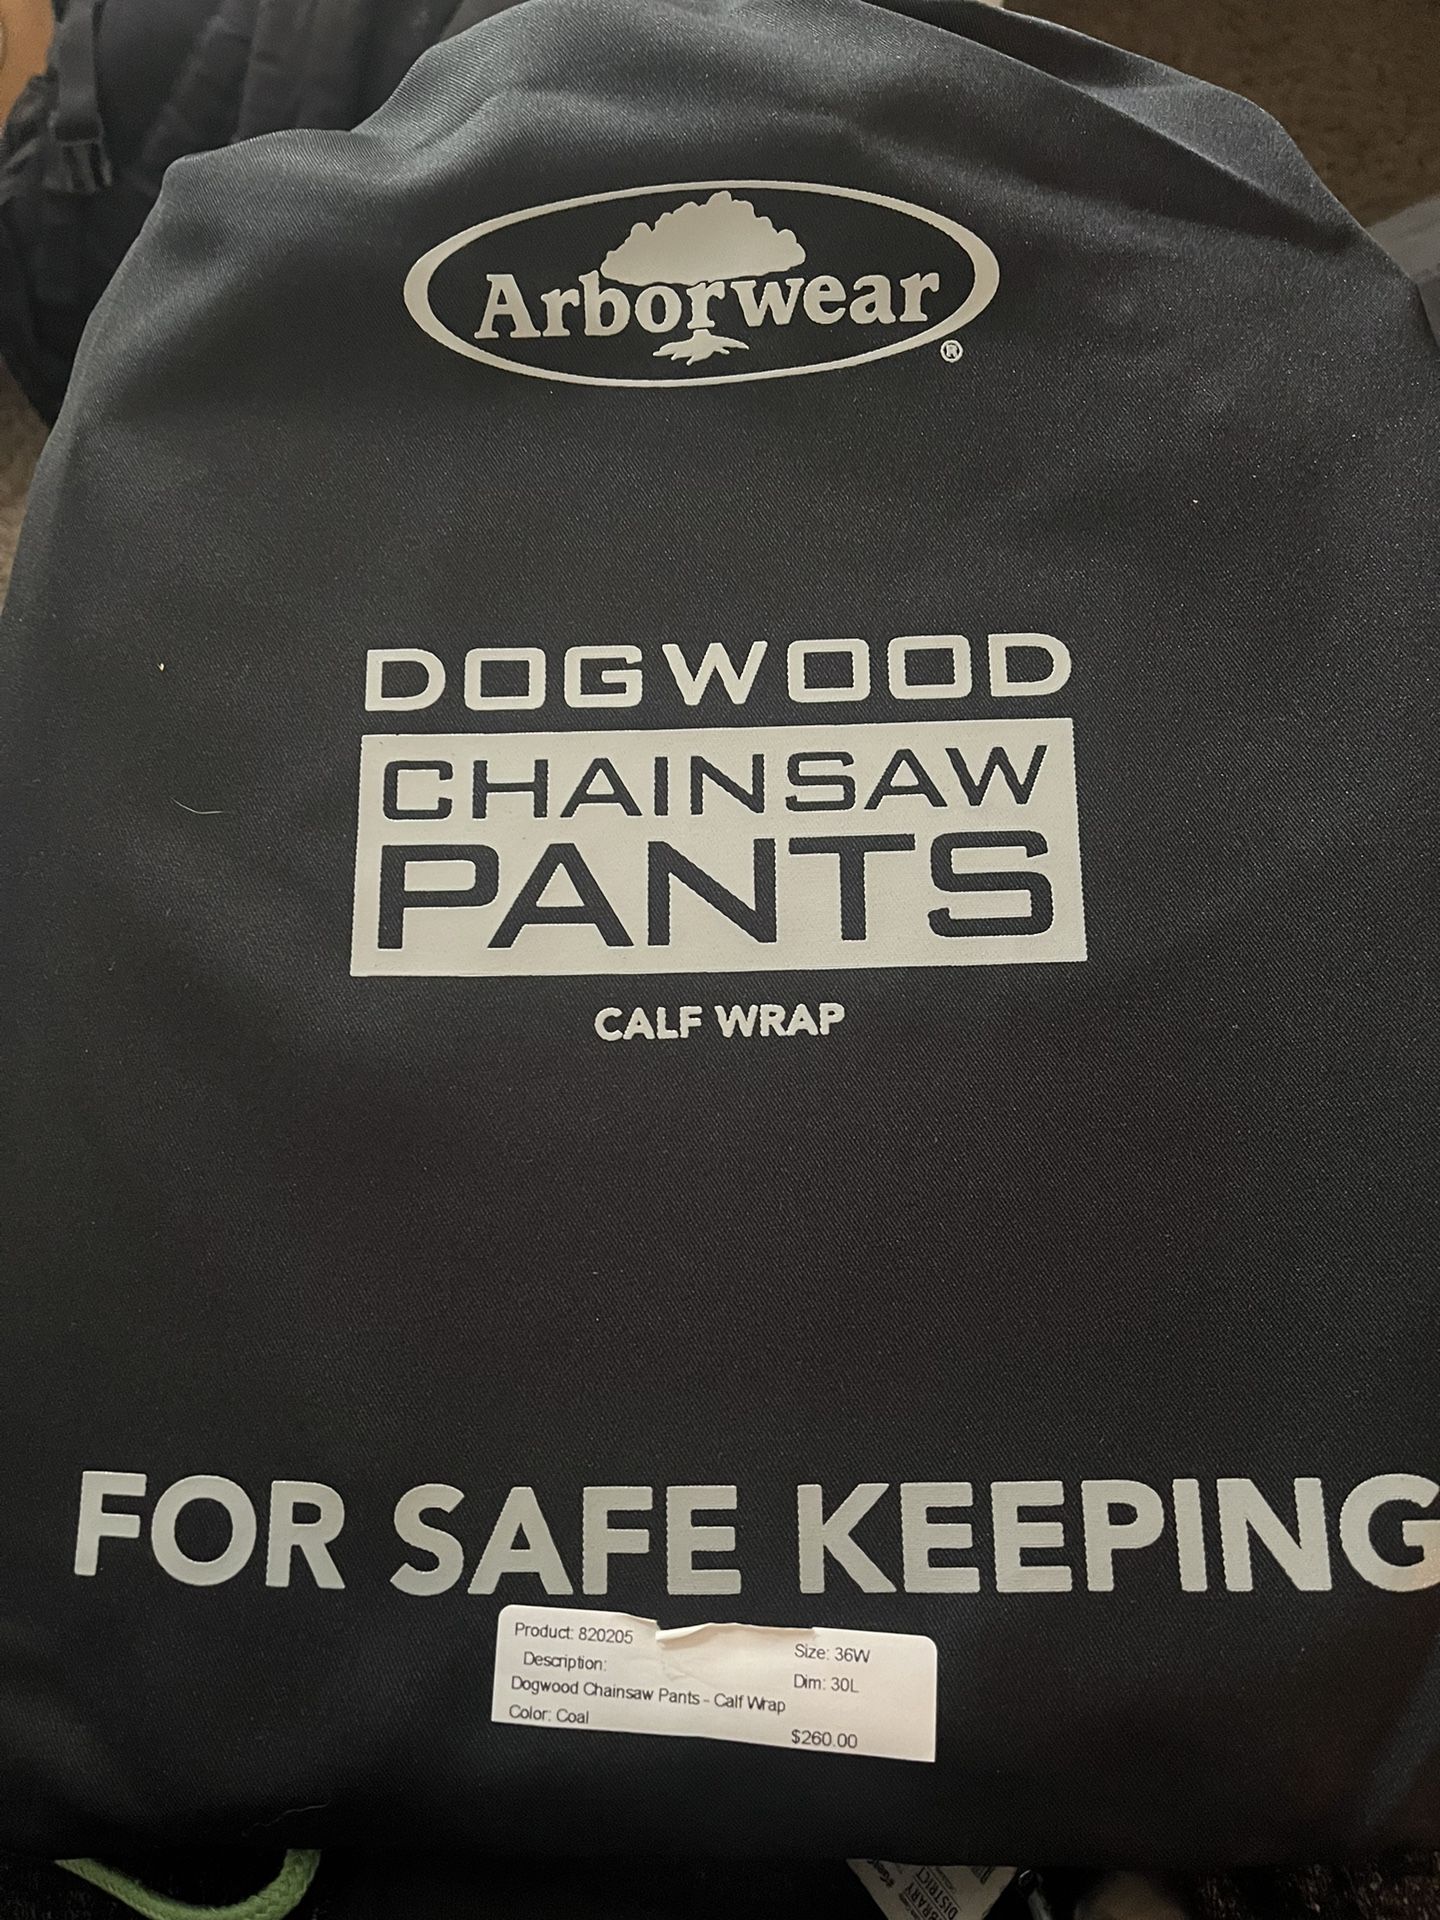 Arborwear®
DOGWOOD
CHAINSAW
PANTS
CALF WRAP
FOR SAFE KEEPING
Product: 820205
Description:
Dogwood Chainsaw Pants - Calf Wrap
Color: Coal
Size: 36W
Dim: 30L
$260.00
DISTRICT